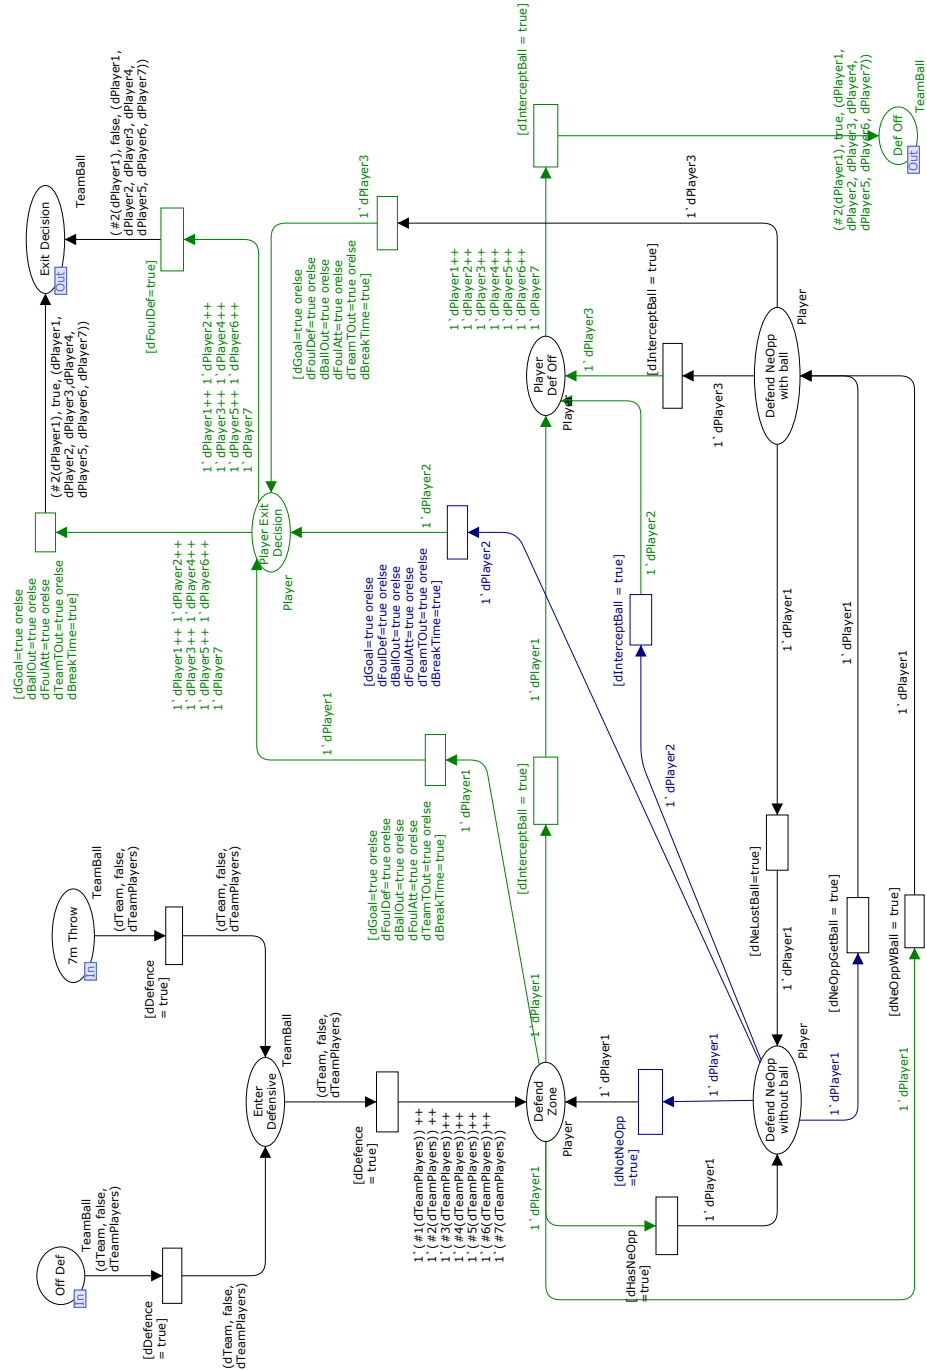 Off Def
In
TeamBall
(dTeam, false,
dTeamPlayers)
[dDefence
= true]
(dTeam, false,
dTeamPlayers)
7m Throw
In
TeamBall
(dTeam, false,
dTeamPlayers)
[dDefence
= true]
(dTeam, false,
dTeamPlayers)
Enter
Defensive
TeamBall
(dTeam, false,
dTeamPlayers)
[dDefence
= true]
1`(#1(dTeamPlayers)) ++
1`(#2(dTeamPlayers)) ++
1`(#3(dTeamPlayers))++
1`(#4(dTeamPlayers))++
1`(#5(dTeamPlayers))++
1`(#6(dTeamPlayers))++
1`(#7(dTeamPlayers))
Defend
Zone
Player
1`dPlayer1
[dHasNeOpp
=true]
1`dPlayer1
[dNotNeOpp
=true]
1`dPlayer1
1`dPlayer1
Defend NeOpp
without ball
Player
1`dPlayer1
[dNeOppGetBall = true]
1`dPlayer1
1`dPlayer1
[dNeOppWBall = true]
1`dPlayer1
[dNeLostBall=true]
1`dPlayer1
1`dPlayer1
Defend NeOpp
with ball
Player
1`dPlayer3
[dInterceptBall = true]
1`dPlayer3
1`dPlayer3
[dGoal=true orelse
dFoulDef=true orelse
dBallOut=true orelse
dFoulAtt=true orelse
dTeamTOut=true orelse
dBreakTime=true]
1`dPlayer3
1`dPlayer2
[dInterceptBall = true]
1`dPlayer2
1`dPlayer2
[dGoal=true orelse
dFoulDef=true orelse
dBallOut=true orelse
dFoulAtt=true orelse
dTeamTOut=true orelse
dBreakTime=true]
1`dPlayer2
1`dPlayer1
[dInterceptBall = true]
1`dPlayer1
1`dPlayer1
[dGoal=true orelse
dFoulDef=true orelse
dBallOut=true orelse
dFoulAtt=true orelse
dTeamTOut=true orelse
dBreakTime=true]
1`dPlayer1
Player Exit
Decision
Player
1`dPlayer1++ 1`dPlayer2++
1`dPlayer3++ 1`dPlayer4++
1`dPlayer5++ 1`dPlayer6++
1`dPlayer7
[dGoal=true orelse
dBallOut=true orelse
dFoulAtt=true orelse
dTeamTOut=true orelse
dBreakTime=true]
(#2(dPlayer1), true, (dPlayer1,
dPlayer2, dPlayer3,dPlayer4,
dPlayer5, dPlayer6, dPlayer7))
1`dPlayer1++ 1`dPlayer2++
1`dPlayer3++ 1`dPlayer4++
1`dPlayer5++ 1`dPlayer6++
1`dPlayer7
[dFoulDef=true]
(#2(dPlayer1), false, (dPlayer1,
dPlayer2, dPlayer3, dPlayer4,
dPlayer5, dPlayer6, dPlayer7))
Exit Decision
Out
TeamBall
Player
Def Off
Player
1`dPlayer1++
1`dPlayer2++
1`dPlayer3++
1`dPlayer4++
1`dPlayer5++
1`dPlayer6++
1`dPlayer7
[dInterceptBall = true]
(#2(dPlayer1), true, (dPlayer1,
dPlayer2, dPlayer3, dPlayer4,
dPlayer5, dPlayer6, dPlayer7))
Def Off
Out
TeamBall